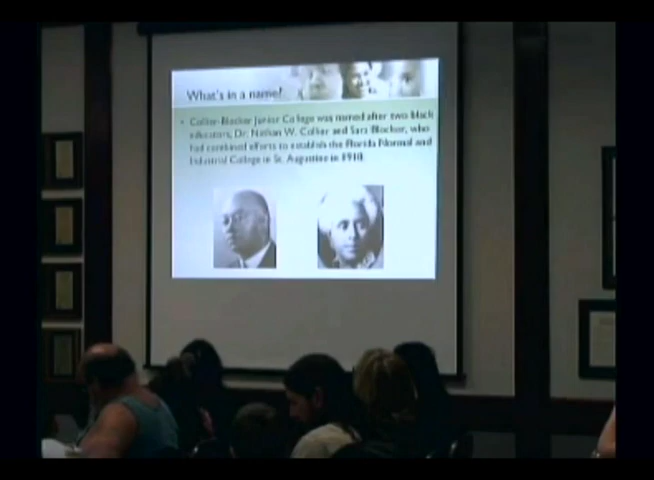 What's in a name?
• Collier-Blocker Junior College was named after two black
educators, Dr. Nathan W. Collier and Sara Blocker, who
had combined efforts to establish the Florida Normal and
Industrial College in St. Augustine in 1918.